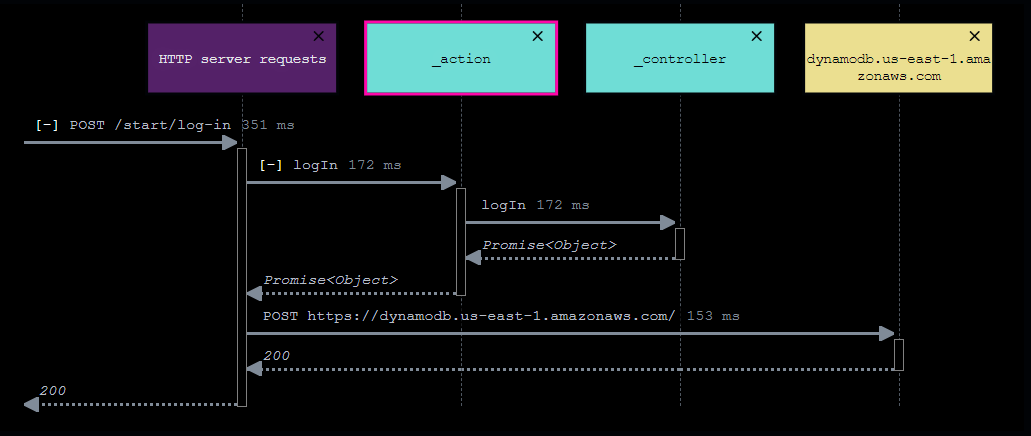 HTTP server requests
_action
_controller
dynamodb.us-east-1.ama
zonaws.com
[-] POST /start/log-in 351 ms
[-] logIn 172 ms
logIn 172 ms
Promise<Object>
Promise<Object>
POST https://dynamodb.us-east-1.amazonaws.com/ 153 ms
200
200